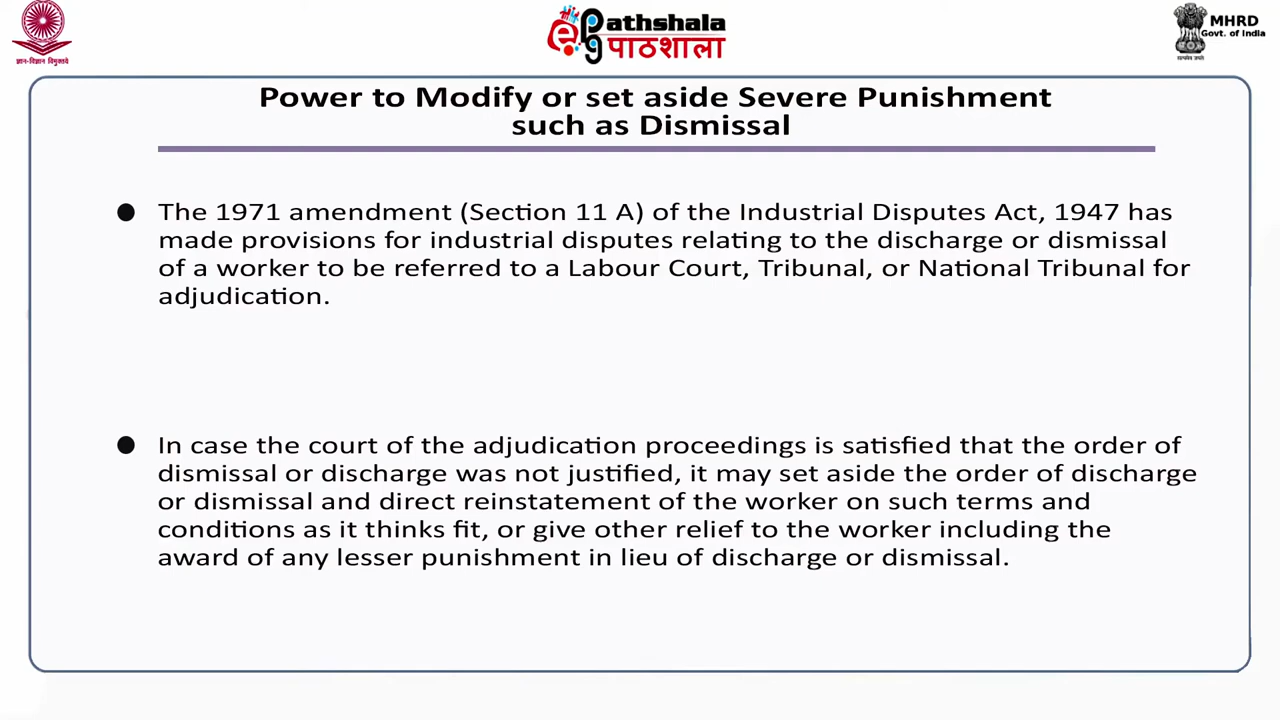 ज्ञान-विज्ञान विमुक्तये
epgathshala
पाठशाला
MHRD
Govt. of India
सत्यमेव जयते
Power to Modify or set aside Severe Punishment
such as Dismissal
● The 1971 amendment (Section 11 A) of the Industrial Disputes Act, 1947 has
made provisions for industrial disputes relating to the discharge or dismissal
of a worker to be referred to a Labour Court, Tribunal, or National Tribunal for
adjudication.
● In case the court of the adjudication proceedings is satisfied that the order of
dismissal or discharge was not justified, it may set aside the order of discharge
or dismissal and direct reinstatement of the worker on such terms and
conditions as it thinks fit, or give other relief to the worker including the
award of any lesser punishment in lieu of discharge or dismissal.